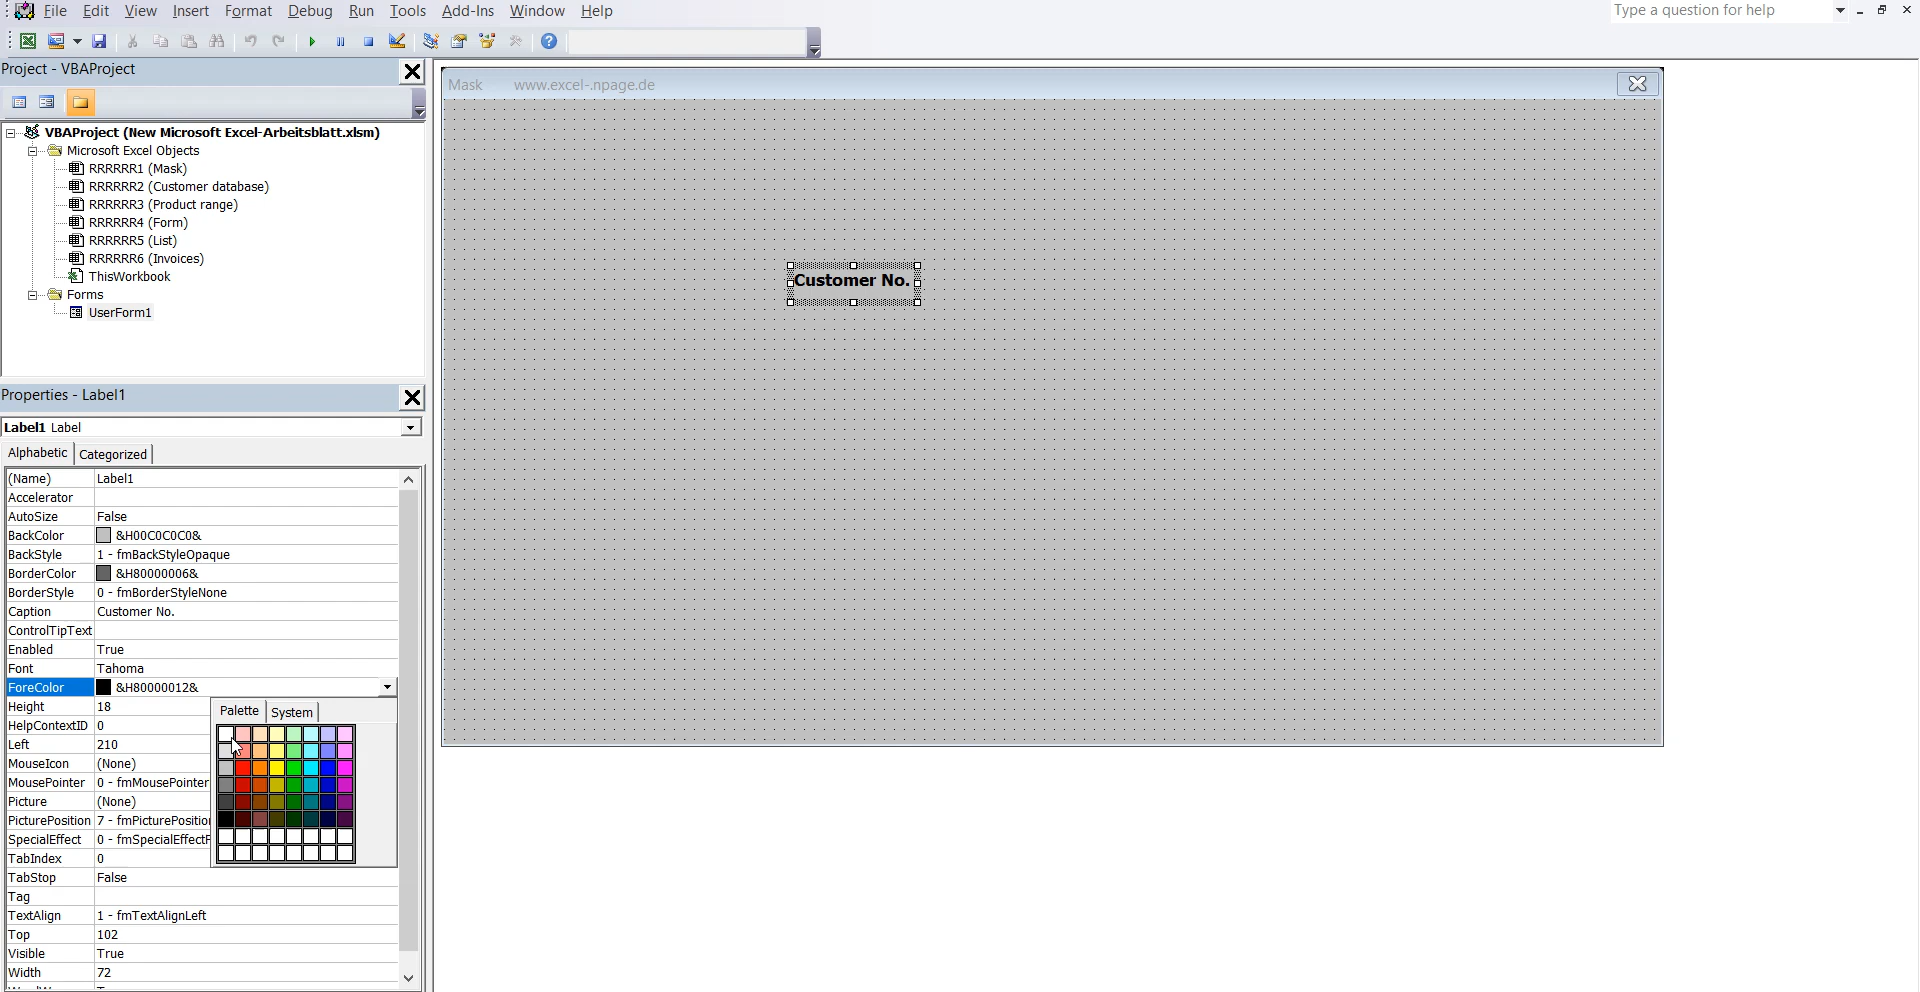 File Edit View Insert Format Debug Run Tools Add-Ins Window Help Type a question for help
Project - VBAProject
Mask www.excel-.npage.de
VBAProject (New Microsoft Excel-Arbeitsblatt.xlsm)
Microsoft Excel Objects
RRRRRR1 (Mask)
RRRRRR2 (Customer database)
RRRRRR3 (Product range)
RRRRRR4 (Form)
RRRRRR5 (List)
RRRRRR6 (Invoices)
ThisWorkbook
Forms
UserForm1
Customer No.
Properties - Label1
Label1 Label
Alphabetic Categorized
(Name) Label1
Accelerator
AutoSize False
BackColor &H00C0C0C0&
BackStyle 1 - fmBackStyleOpaque
BorderColor &H80000006&
BorderStyle 0 - fmBorderStyleNone
Caption Customer No.
ControlTipText
Enabled True
Font Tahoma
ForeColor &H80000012&
Height 18
Palette System
HelpContextID 0
Left 210
MouseIcon (None)
MousePointer 0 - fmMousePointer
Picture (None)
PicturePosition 7 - fmPicturePosition
SpecialEffect 0 - fmSpecialEffectF
TabIndex 0
TabStop False
Tag
TextAlign 1 - fmTextAlignLeft
Top 102
Visible True
Width 72